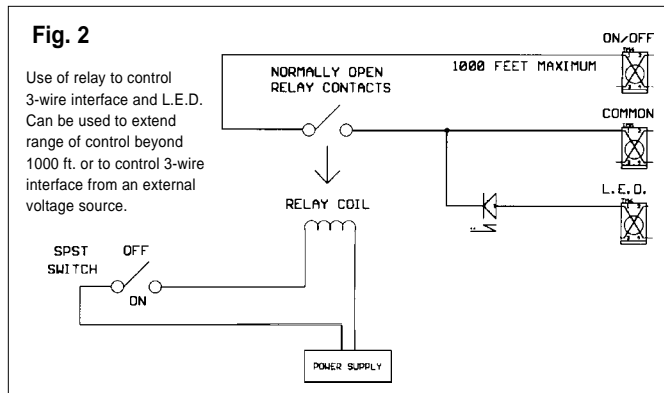 Fig. 2
Use of relay to control
3-wire interface and L.E.D.
Can be used to extend
range of control beyond
1000 ft. or to control 3-wire
interface from an external
voltage source.
NORMALLY OPEN
RELAY CONTACTS
1000 FEET MAXIMUM
ON/OFF
COMMON
L.E.D.
RELAY COIL
SPST
SWITCH
OFF
ON
POWER SUPPLY